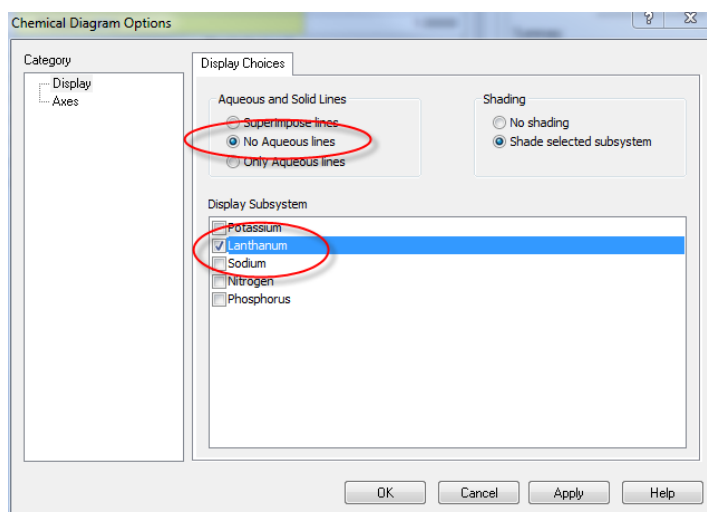 Chemical Diagram Options
Category
Display
Axes
Display Choices
Aqueous and Solid Lines
Superimpose lines
No Aqueous lines
Only Aqueous lines
Shading
No shading
Shade selected subsystem
Display Subsystem
Potassium
Lanthanum
Sodium
Nitrogen
Phosphorus
OK
Cancel
Apply
Help